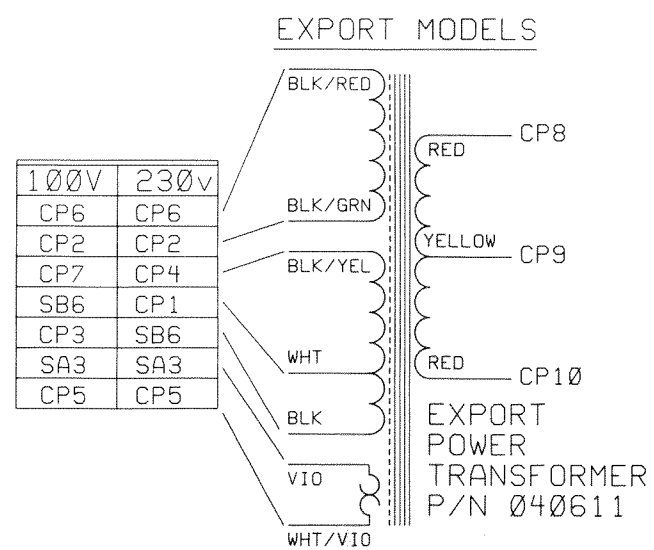 EXPORT MODELS
BLK/RED
CP8
RED
100V 230v
CP6 CP6
BLK/GRN
CP2 CP2
YELLOW
CP9
BLK/YEL
CP7 CP4
SB6 CP1
CP3 SB6
WHT
RED
SA3 SA3
CP10
CP5 CP5
BLK
EXPORT
POWER
TRANSFORMER
P/N 040611
VIO
WHT/VIO